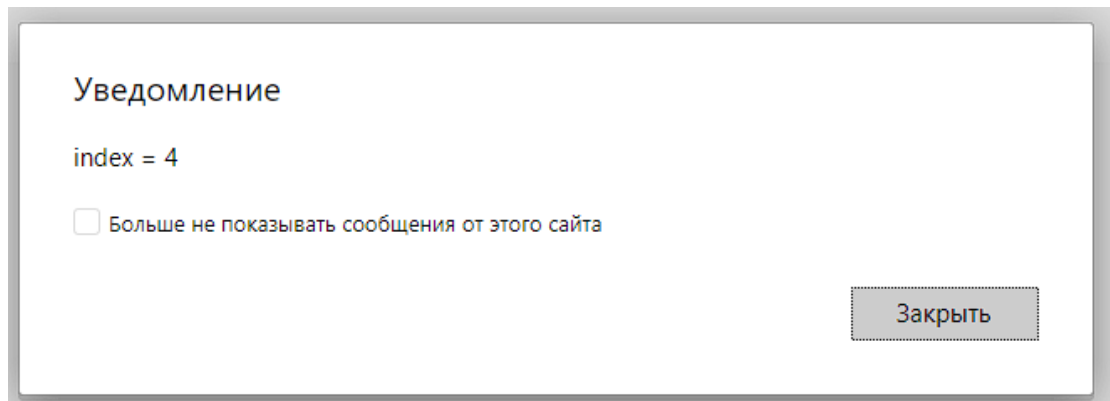 Уведомление
index = 4
Больше не показывать сообщения от этого сайта
Закрыть